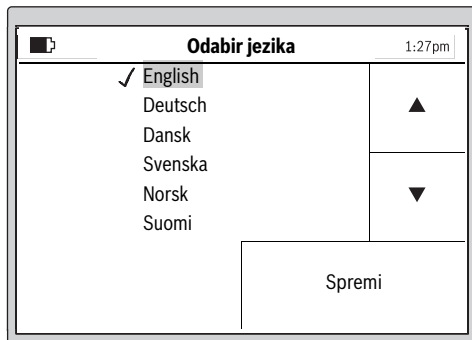 Odabir jezika 1:27pm
English
Deutsch
Dansk
Svenska
Norsk
Suomi
Spremi